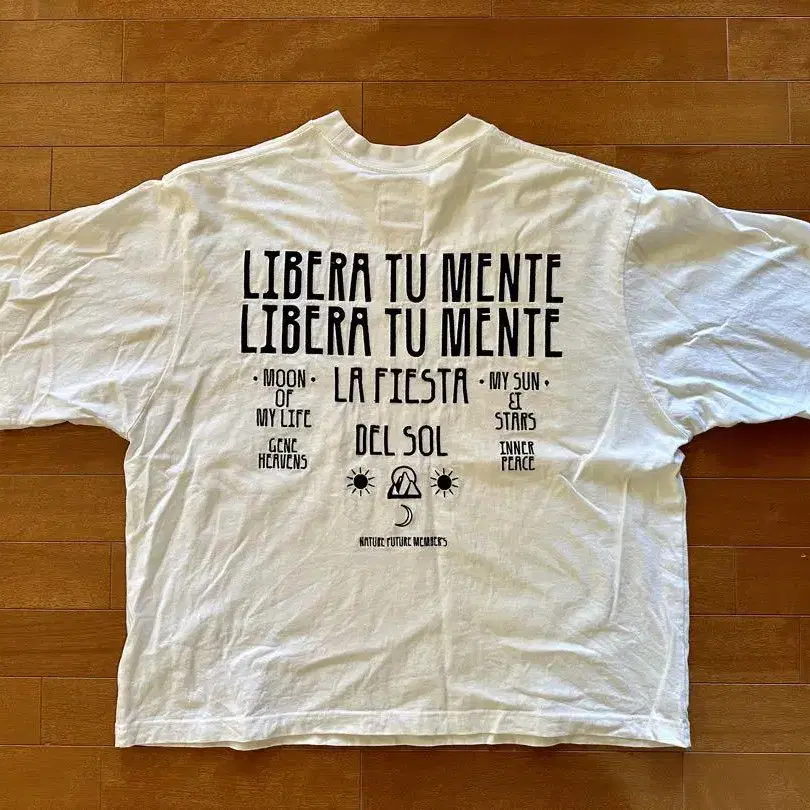 LIBERA TU MENTE
LIBERA TU MENTE
• MOON •
OF
MY LIFE
GENE
HEAVENS
LA FIESTA
DEL SOL
• MY SUN •
&
STARS
INNER
PEACE
NATURE FUTURE MEMBERS